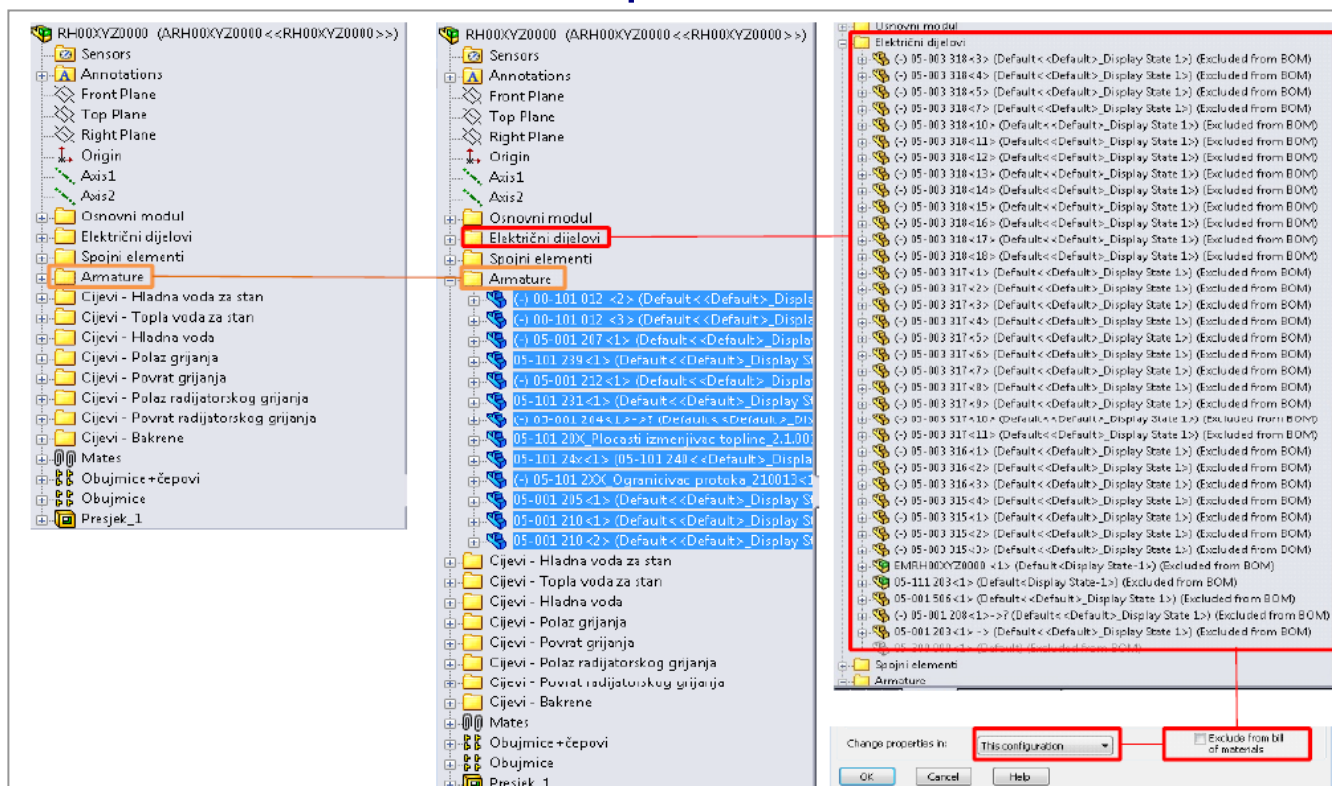 RH00XYZ0000 (ARH00XYZ0000<<RH00XYZ0000>>)
Sensors
Annotations
Front Plane
Top Plane
Right Plane
Origin
Axis1
Axis2
Osnovni modul
Električni dijelovi
Spojni elementi
Armature
Cijevi - Hladna voda za stan
Cijevi - Topla voda za stan
Cijevi - Hladna voda
Cijevi - Polaz grijanja
Cijevi - Povrat grijanja
Cijevi - Polaz radijatorskog grijanja
Cijevi - Povrat radijatorskog grijanja
Cijevi - Bakrene
Mates
Obujmice+čepovi
Obujmice
Presjek_1
RH00XYZ0000 (ARH00XYZ0000<<RH00XYZ0000>>)
Sensors
Annotations
Front Plane
Top Plane
Right Plane
Origin
Axis1
Axis2
Osnovni modul
Električni dijelovi
Spojni elementi
Armature
(-) 00-101 012 <2> (Default<<Default>_Displa
(-) 00-101 012 <3> (Default<<Default>_Displa
(-) 05-001 207<1> (Default<<Default>_Displa
05-101 239<1> (Default<<Default>_Display S
(-) 05-001 212<1> (Default<<Default>_Displa
05-101 231<1> (Default<<Default>_Display S
(-) 05-001 204<1>->? (Default<<Default>_Dis
05-101 20X_Plocasti izmenjivac topline_2.1.001
05-101 24x<1> (05-101 240<<Default>_Displa
(-) 05-101 2XX_Ogranicivac protoka_210013<1
05-001 205<1> (Default<<Default>_Display S
05-001 210<1> (Default<<Default>_Display S
05-001 210<2> (Default<<Default>_Display S
Cijevi - Hladna voda za stan
Cijevi - Topla voda za stan
Cijevi - Hladna voda
Cijevi - Polaz grijanja
Cijevi - Povrat grijanja
Cijevi - Polaz radijatorskog grijanja
Cijevi - Povrat radijatorskog grijanja
Cijevi - Bakrene
Mates
Obujmice+čepovi
Obujmice
Presjek_1
Osnovni modul
Električni dijelovi
(-) 05-003 318<3> (Default<<Default>_Display State 1>) (Excluded from BOM)
(-) 05-003 318<4> (Default<<Default>_Display State 1>) (Excluded from BOM)
(-) 05-003 318<5> (Default<<Default>_Display State 1>) (Excluded from BOM)
(-) 05-003 318<7> (Default<<Default>_Display State 1>) (Excluded from BOM)
(-) 05-003 318<10> (Default<<Default>_Display State 1>) (Excluded from BOM)
(-) 05-003 318<11> (Default<<Default>_Display State 1>) (Excluded from BOM)
(-) 05-003 318<12> (Default<<Default>_Display State 1>) (Excluded from BOM)
(-) 05-003 318<13> (Default<<Default>_Display State 1>) (Excluded from BOM)
(-) 05-003 318<14> (Default<<Default>_Display State 1>) (Excluded from BOM)
(-) 05-003 318<15> (Default<<Default>_Display State 1>) (Excluded from BOM)
(-) 05-003 318<16> (Default<<Default>_Display State 1>) (Excluded from BOM)
(-) 05-003 318<17> (Default<<Default>_Display State 1>) (Excluded from BOM)
(-) 05-003 318<18> (Default<<Default>_Display State 1>) (Excluded from BOM)
(-) 05-003 317<1> (Default<<Default>_Display State 1>) (Excluded from BOM)
(-) 05-003 317<2> (Default<<Default>_Display State 1>) (Excluded from BOM)
(-) 05-003 317<3> (Default<<Default>_Display State 1>) (Excluded from BOM)
(-) 05-003 317<4> (Default<<Default>_Display State 1>) (Excluded from BOM)
(-) 05-003 317<5> (Default<<Default>_Display State 1>) (Excluded from BOM)
(-) 05-003 317<6> (Default<<Default>_Display State 1>) (Excluded from BOM)
(-) 05-003 317<7> (Default<<Default>_Display State 1>) (Excluded from BOM)
(-) 05-003 317<8> (Default<<Default>_Display State 1>) (Excluded from BOM)
(-) 05-003 317<9> (Default<<Default>_Display State 1>) (Excluded from BOM)
(-) 05-003 317<10> (Default<<Default>_Display State 1>) (Excluded from BOM)
(-) 05-003 317<11> (Default<<Default>_Display State 1>) (Excluded from BOM)
(-) 05-003 316<1> (Default<<Default>_Display State 1>) (Excluded from BOM)
(-) 05-003 316<2> (Default<<Default>_Display State 1>) (Excluded from BOM)
(-) 05-003 316<3> (Default<<Default>_Display State 1>) (Excluded from BOM)
(-) 05-003 315<4> (Default<<Default>_Display State 1>) (Excluded from BOM)
(-) 05-003 315<1> (Default<<Default>_Display State 1>) (Excluded from BOM)
(-) 05-003 315<2> (Default<<Default>_Display State 1>) (Excluded from BOM)
(-) 05-003 315<3> (Default<<Default>_Display State 1>) (Excluded from BOM)
EMRH00XYZ0000 <1> (Default<Display State-1>) (Excluded from BOM)
05-111 203<1> (Default<Display State-1>) (Excluded from BOM)
05-001 506<1> (Default<<Default>_Display State 1>) (Excluded from BOM)
(-) 05-001 208<1>->? (Default<<Default>_Display State 1>) (Excluded from BOM)
05-001 203<1> -> (Default<<Default>_Display State 1>) (Excluded from BOM)
(Default) (Excluded from BOM)
Spojni elementi
Armature
Change properties in:
This configuration
Exclude from bill
of materials
OK Cancel Help